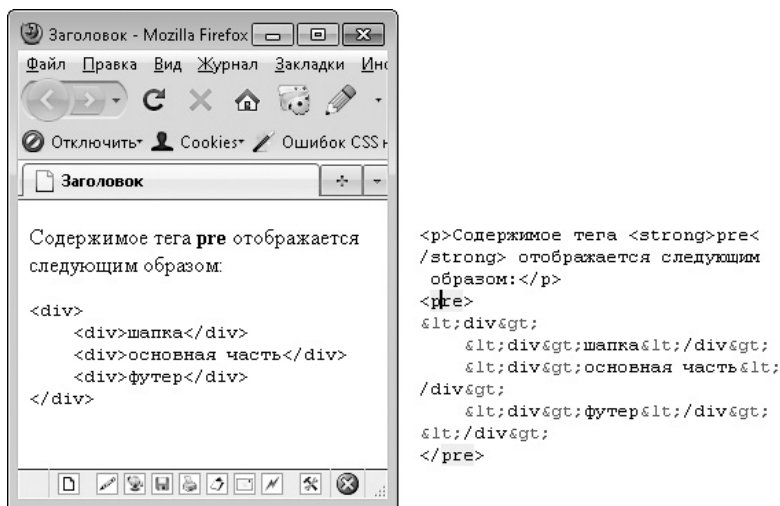 Заголовок - Mozilla Firefox
Файл Правка Вид Журнал Закладки Инс
Отключить Cookies Ошибок CSS н
Заголовок
Содержимое тега pre отображается
следующим образом:
<div>
    <div>шапка</div>
    <div>основная часть</div>
    <div>футер</div>
</div>
<p>Содержимое тега <strong>pre<
/strong> отображается следующим
 образом:</p>
<pre>
&lt;div&gt;
    &lt;div&gt;шапка&lt;/div&gt;
    &lt;div&gt;основная часть&lt;
/div&gt;
    &lt;div&gt;футер&lt;/div&gt;
&lt;/div&gt;
</pre>